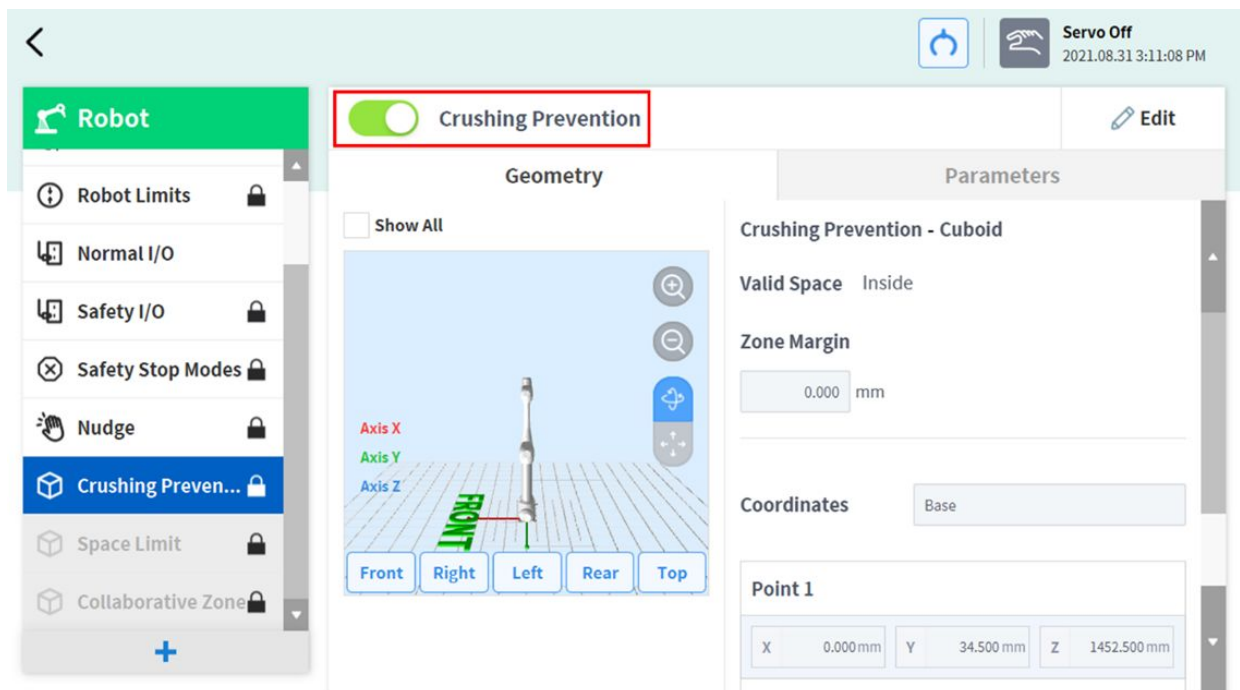 Servo Off
2021.08.31 3:11:08 PM
Robot
Robot Limits
Normal I/O
Safety I/O
Safety Stop Modes
Nudge
Crushing Preven...
Space Limit
Collaborative Zone
+
Crushing Prevention
Edit
Geometry
Parameters
Show All
Axis X
Axis Y
Axis Z
FRONT
Front Right Left Rear Top
Crushing Prevention - Cuboid
Valid Space Inside
Zone Margin
0.000 mm
Coordinates Base
Point 1
X 0.000 mm Y 34.500 mm Z 1452.500 mm